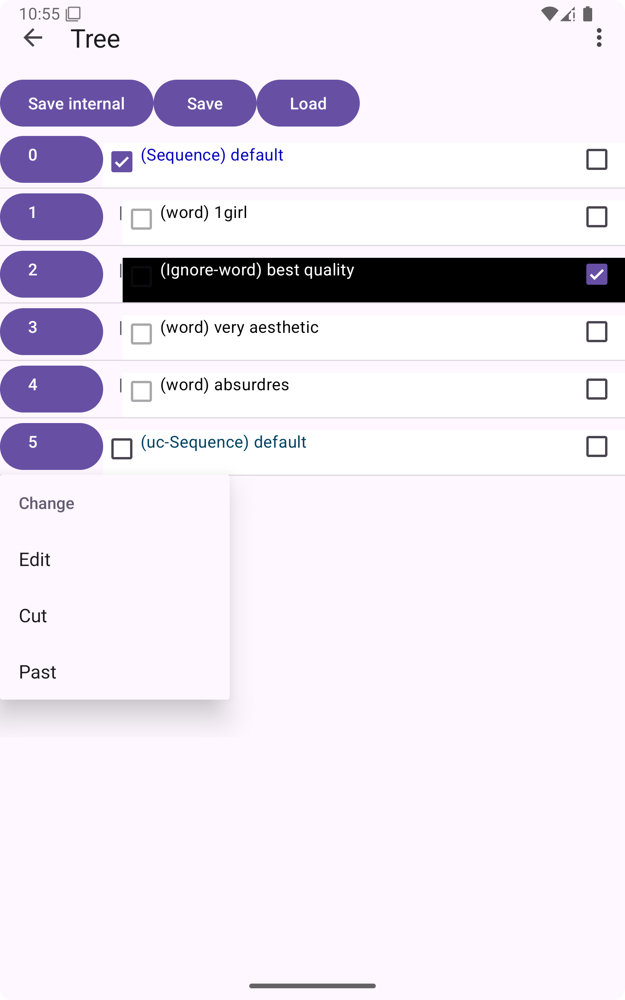 10:55
Tree
Save internal Save Load
0 (Sequence) default
1 | (word) 1girl
2 | (Ignore-word) best quality
3 | (word) very aesthetic
4 | (word) absurdres
5 (uc-Sequence) default
Change
Edit
Cut
Past